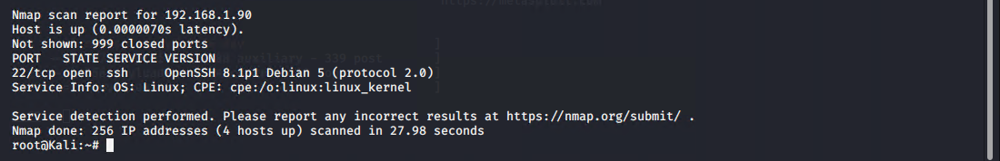 https://metasploit.com
Nmap scan report for 192.168.1.90
Host is up (0.0000070s latency).
Not shown: 999 closed ports
PORT   STATE SERVICE VERSION
22/tcp open  ssh     OpenSSH 8.1p1 Debian 5 (protocol 2.0)
Service Info: OS: Linux; CPE: cpe:/o:linux:linux_kernel
Service detection performed. Please report any incorrect results at https://nmap.org/submit/ .
Nmap done: 256 IP addresses (4 hosts up) scanned in 27.98 seconds
root@Kali:~#